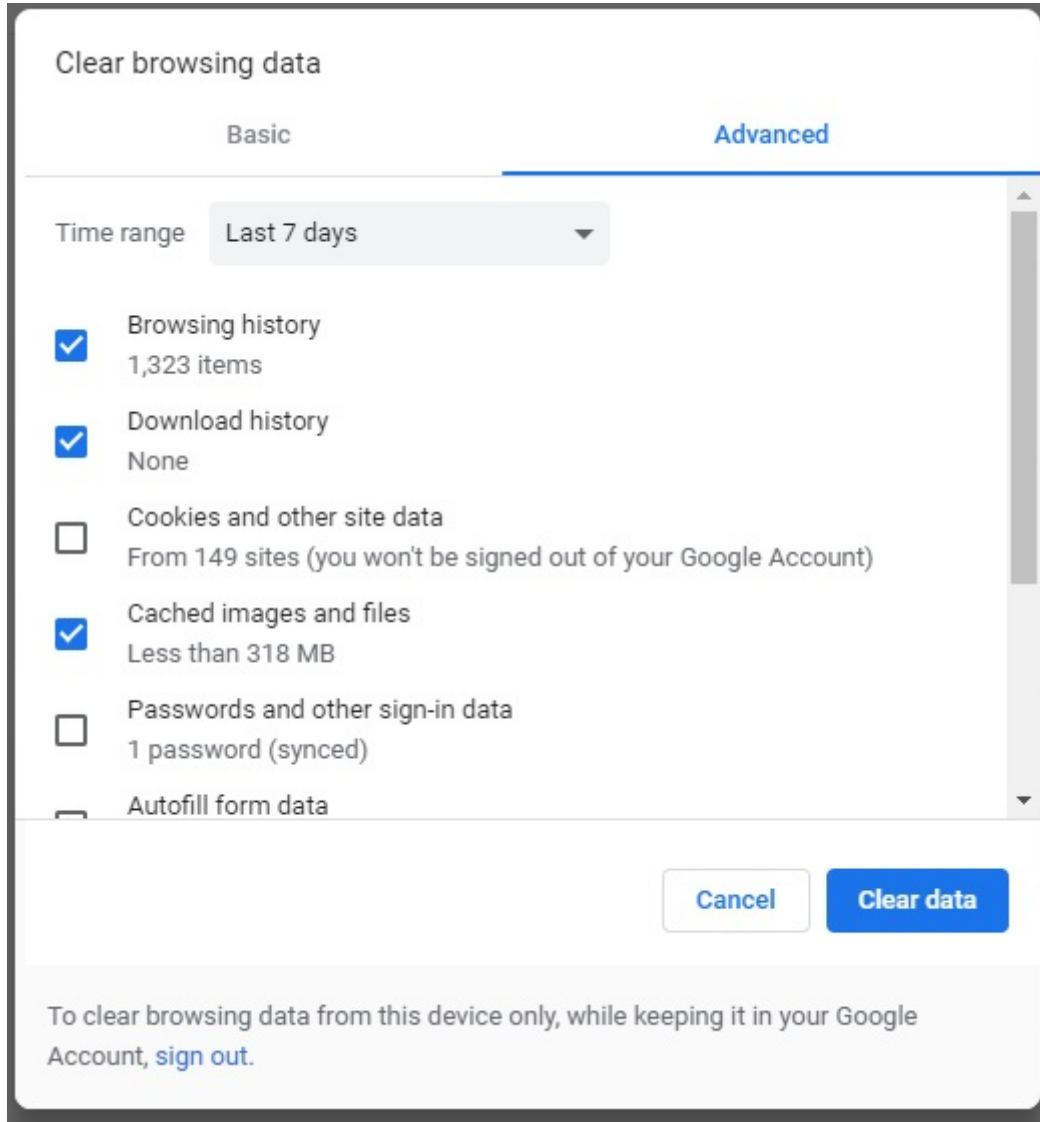 Clear browsing data
Basic
Advanced
Time range
Last 7 days
Browsing history
1,323 items
Download history
None
Cookies and other site data
From 149 sites (you won't be signed out of your Google Account)
Cached images and files
Less than 318 MB
Passwords and other sign-in data
1 password (synced)
Autofill form data
Cancel
Clear data
To clear browsing data from this device only, while keeping it in your Google
Account, sign out.